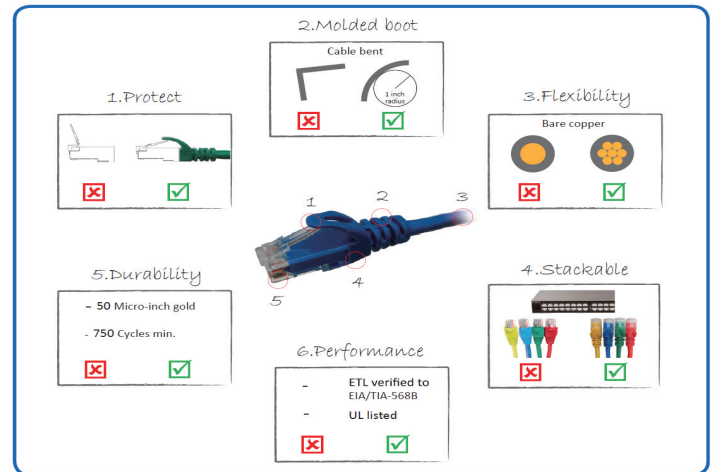 2.Molded boot
Cable bent
1 inch
radius
1.Protect
3.Flexibility
Bare copper
1
2
3
4
5
5.Durability
– 50 Micro-inch gold
- 750 Cycles min.
4.Stackable
6.Performance
– ETL verified to
EIA/TIA-568B
– UL listed